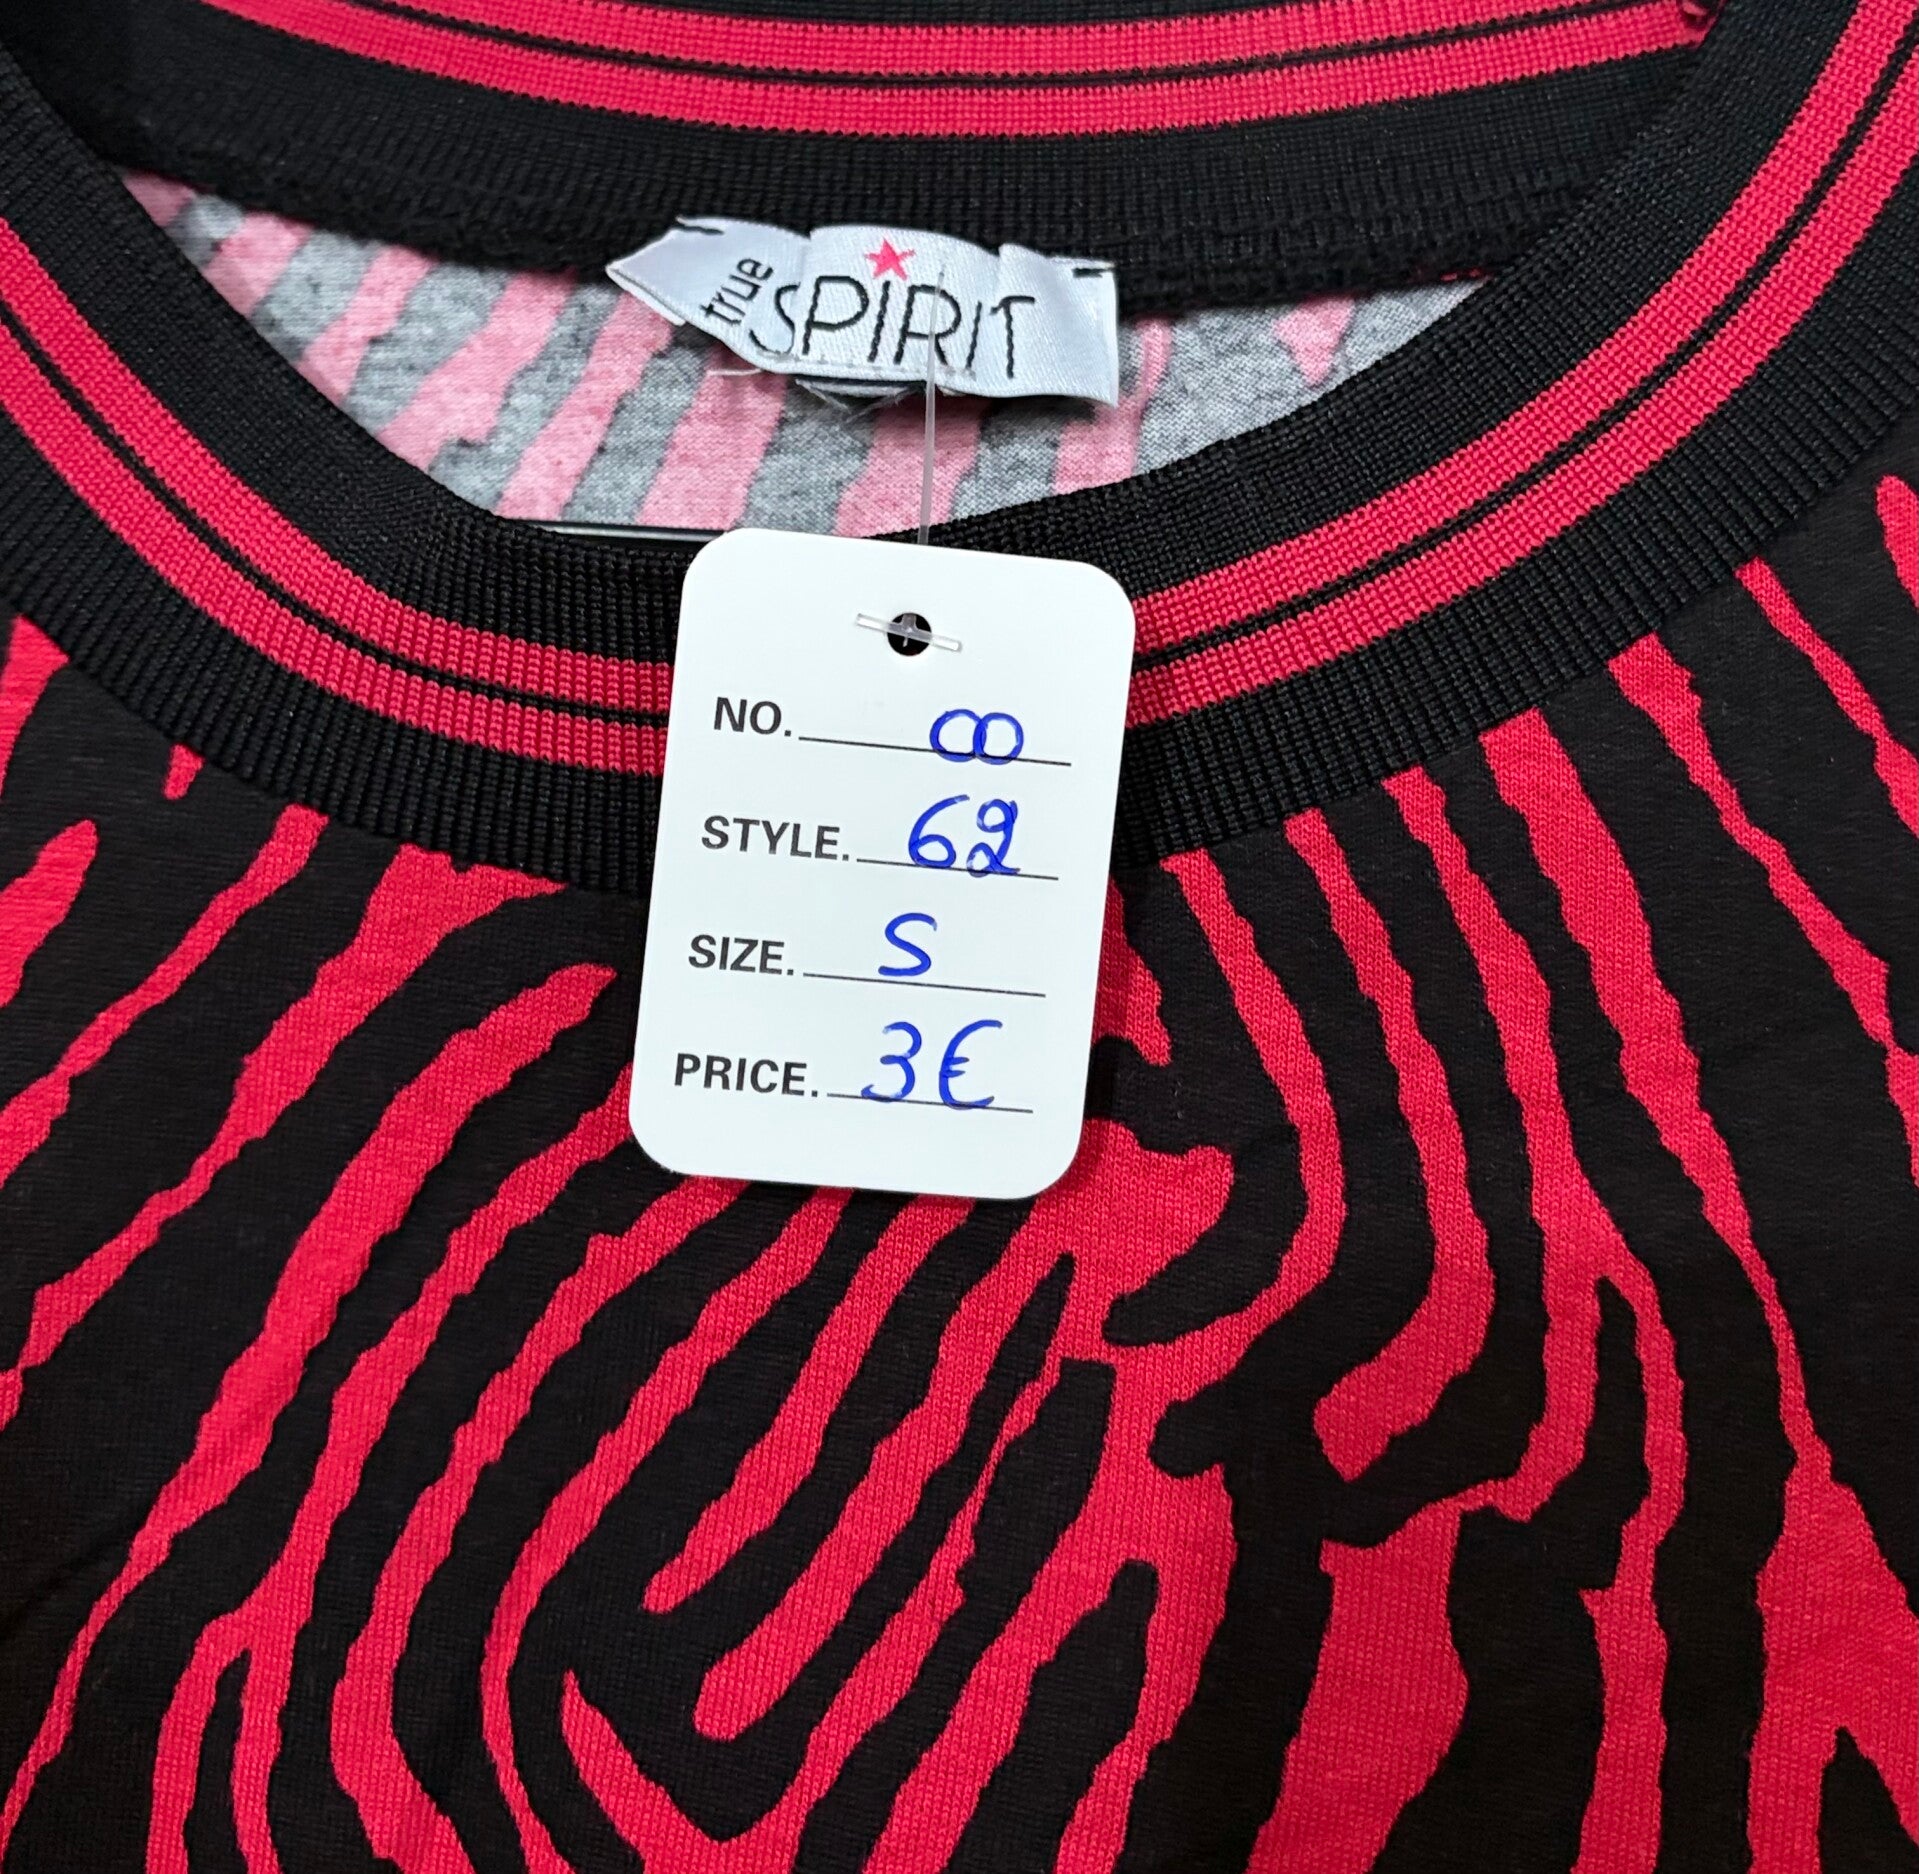 true SPIRIT
NO. 00
STYLE. 62
SIZE. S
PRICE. 3€